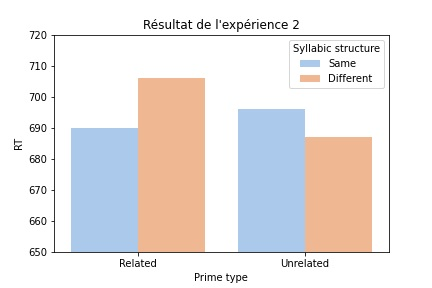 Résultat de l'expérience 2
720
710
700
690
680
670
660
650
RT
Syllabic structure
Same
Different
Related
Unrelated
Prime type